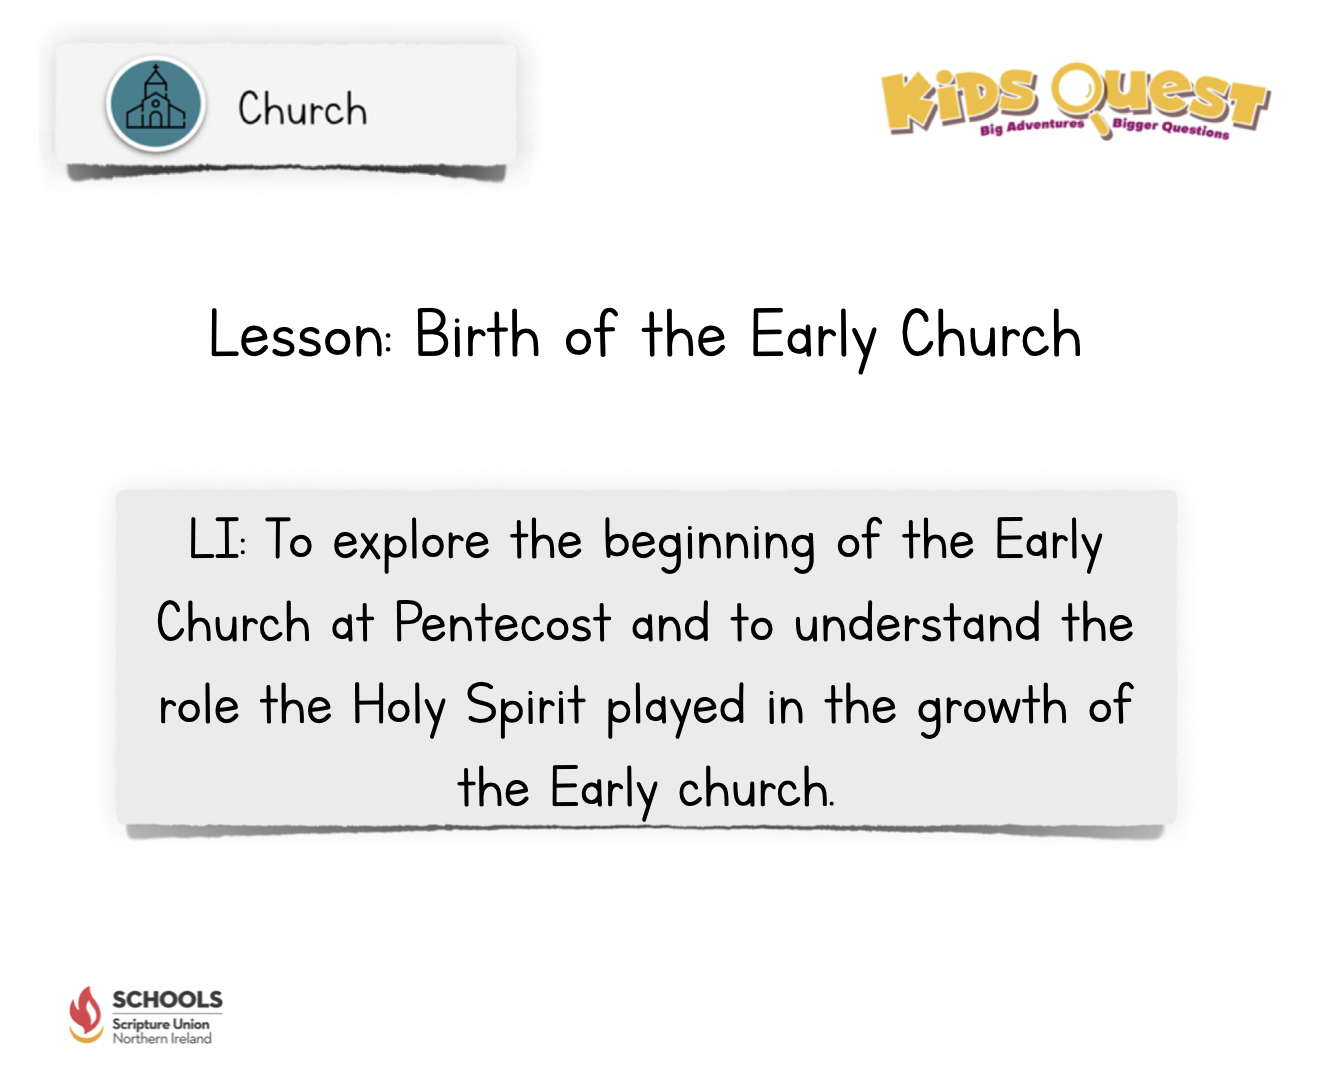 Church
KiDS QUEST
Big Adventures Bigger Questions
Lesson: Birth of the Early Church
LI: To explore the beginning of the Early
Church at Pentecost and to understand the
role the Holy Spirit played in the growth of
the Early church.
SCHOOLS
Scripture Union
Northern Ireland